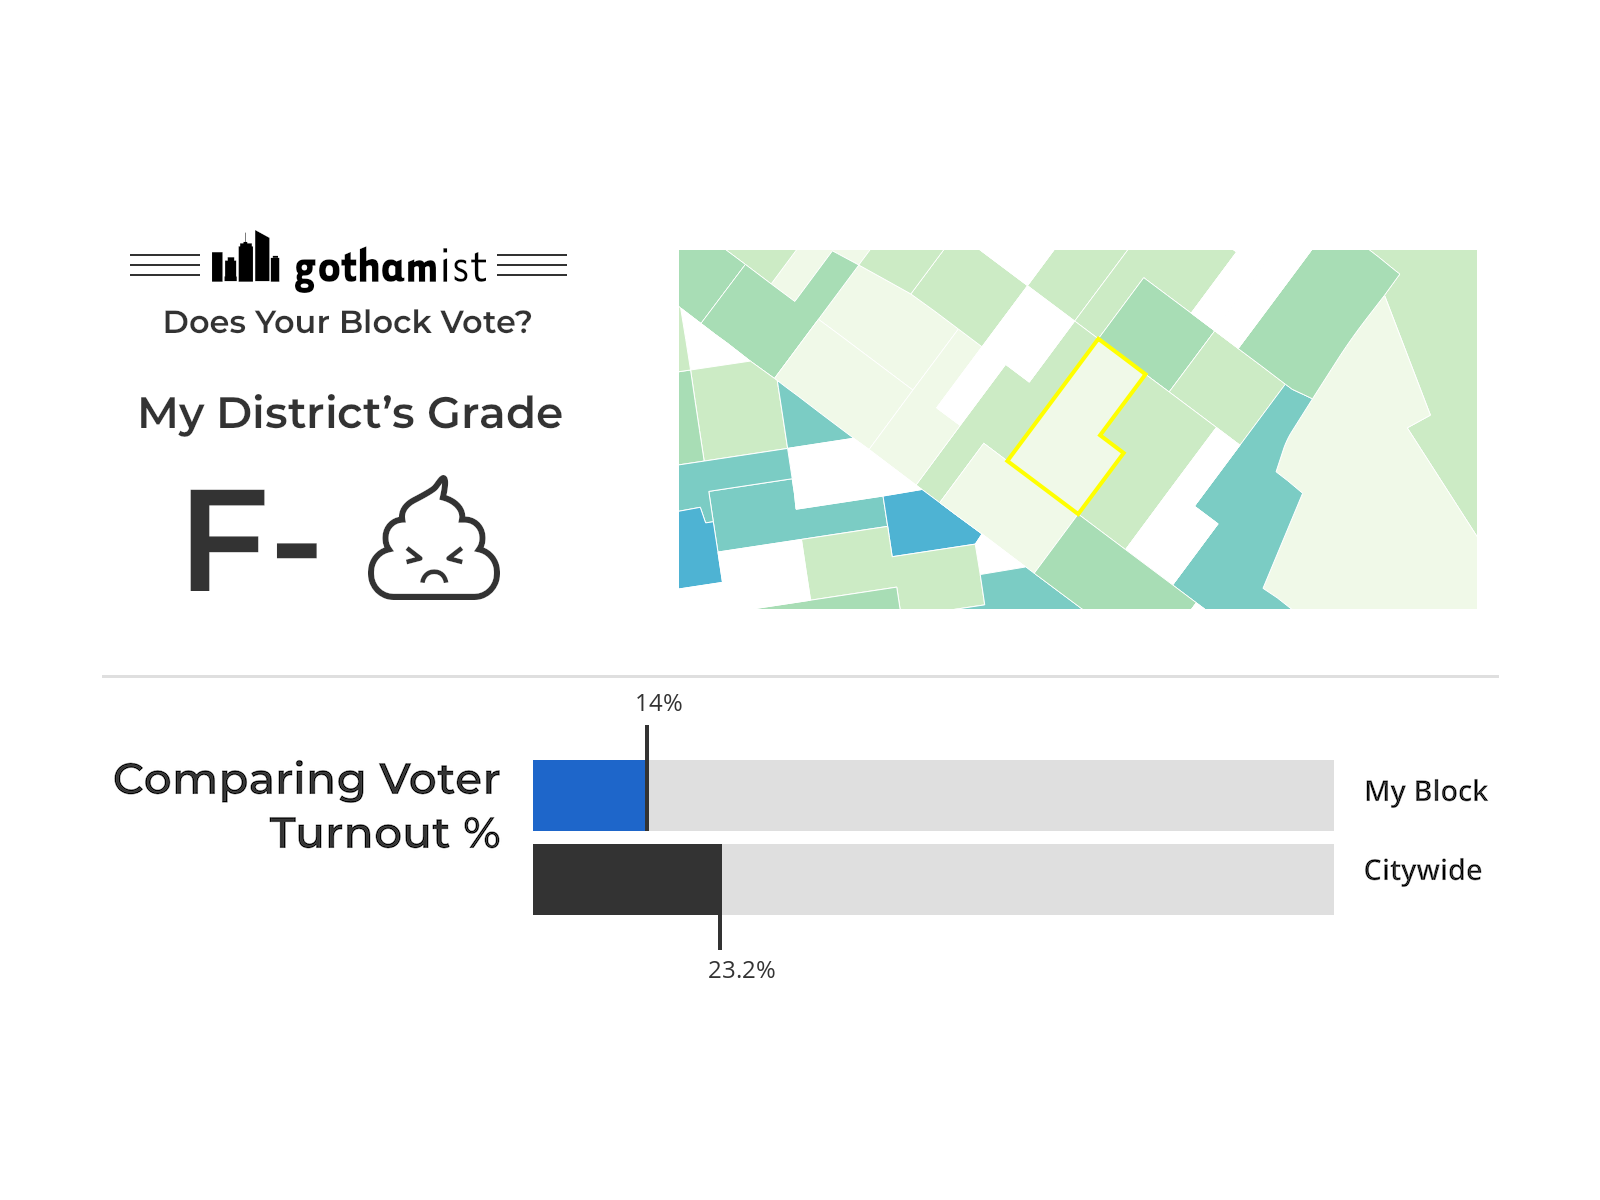 gothamist
Does Your Block Vote?
My District’s Grade
F-
14%
Comparing Voter
Turnout %
My Block
Citywide
23.2%